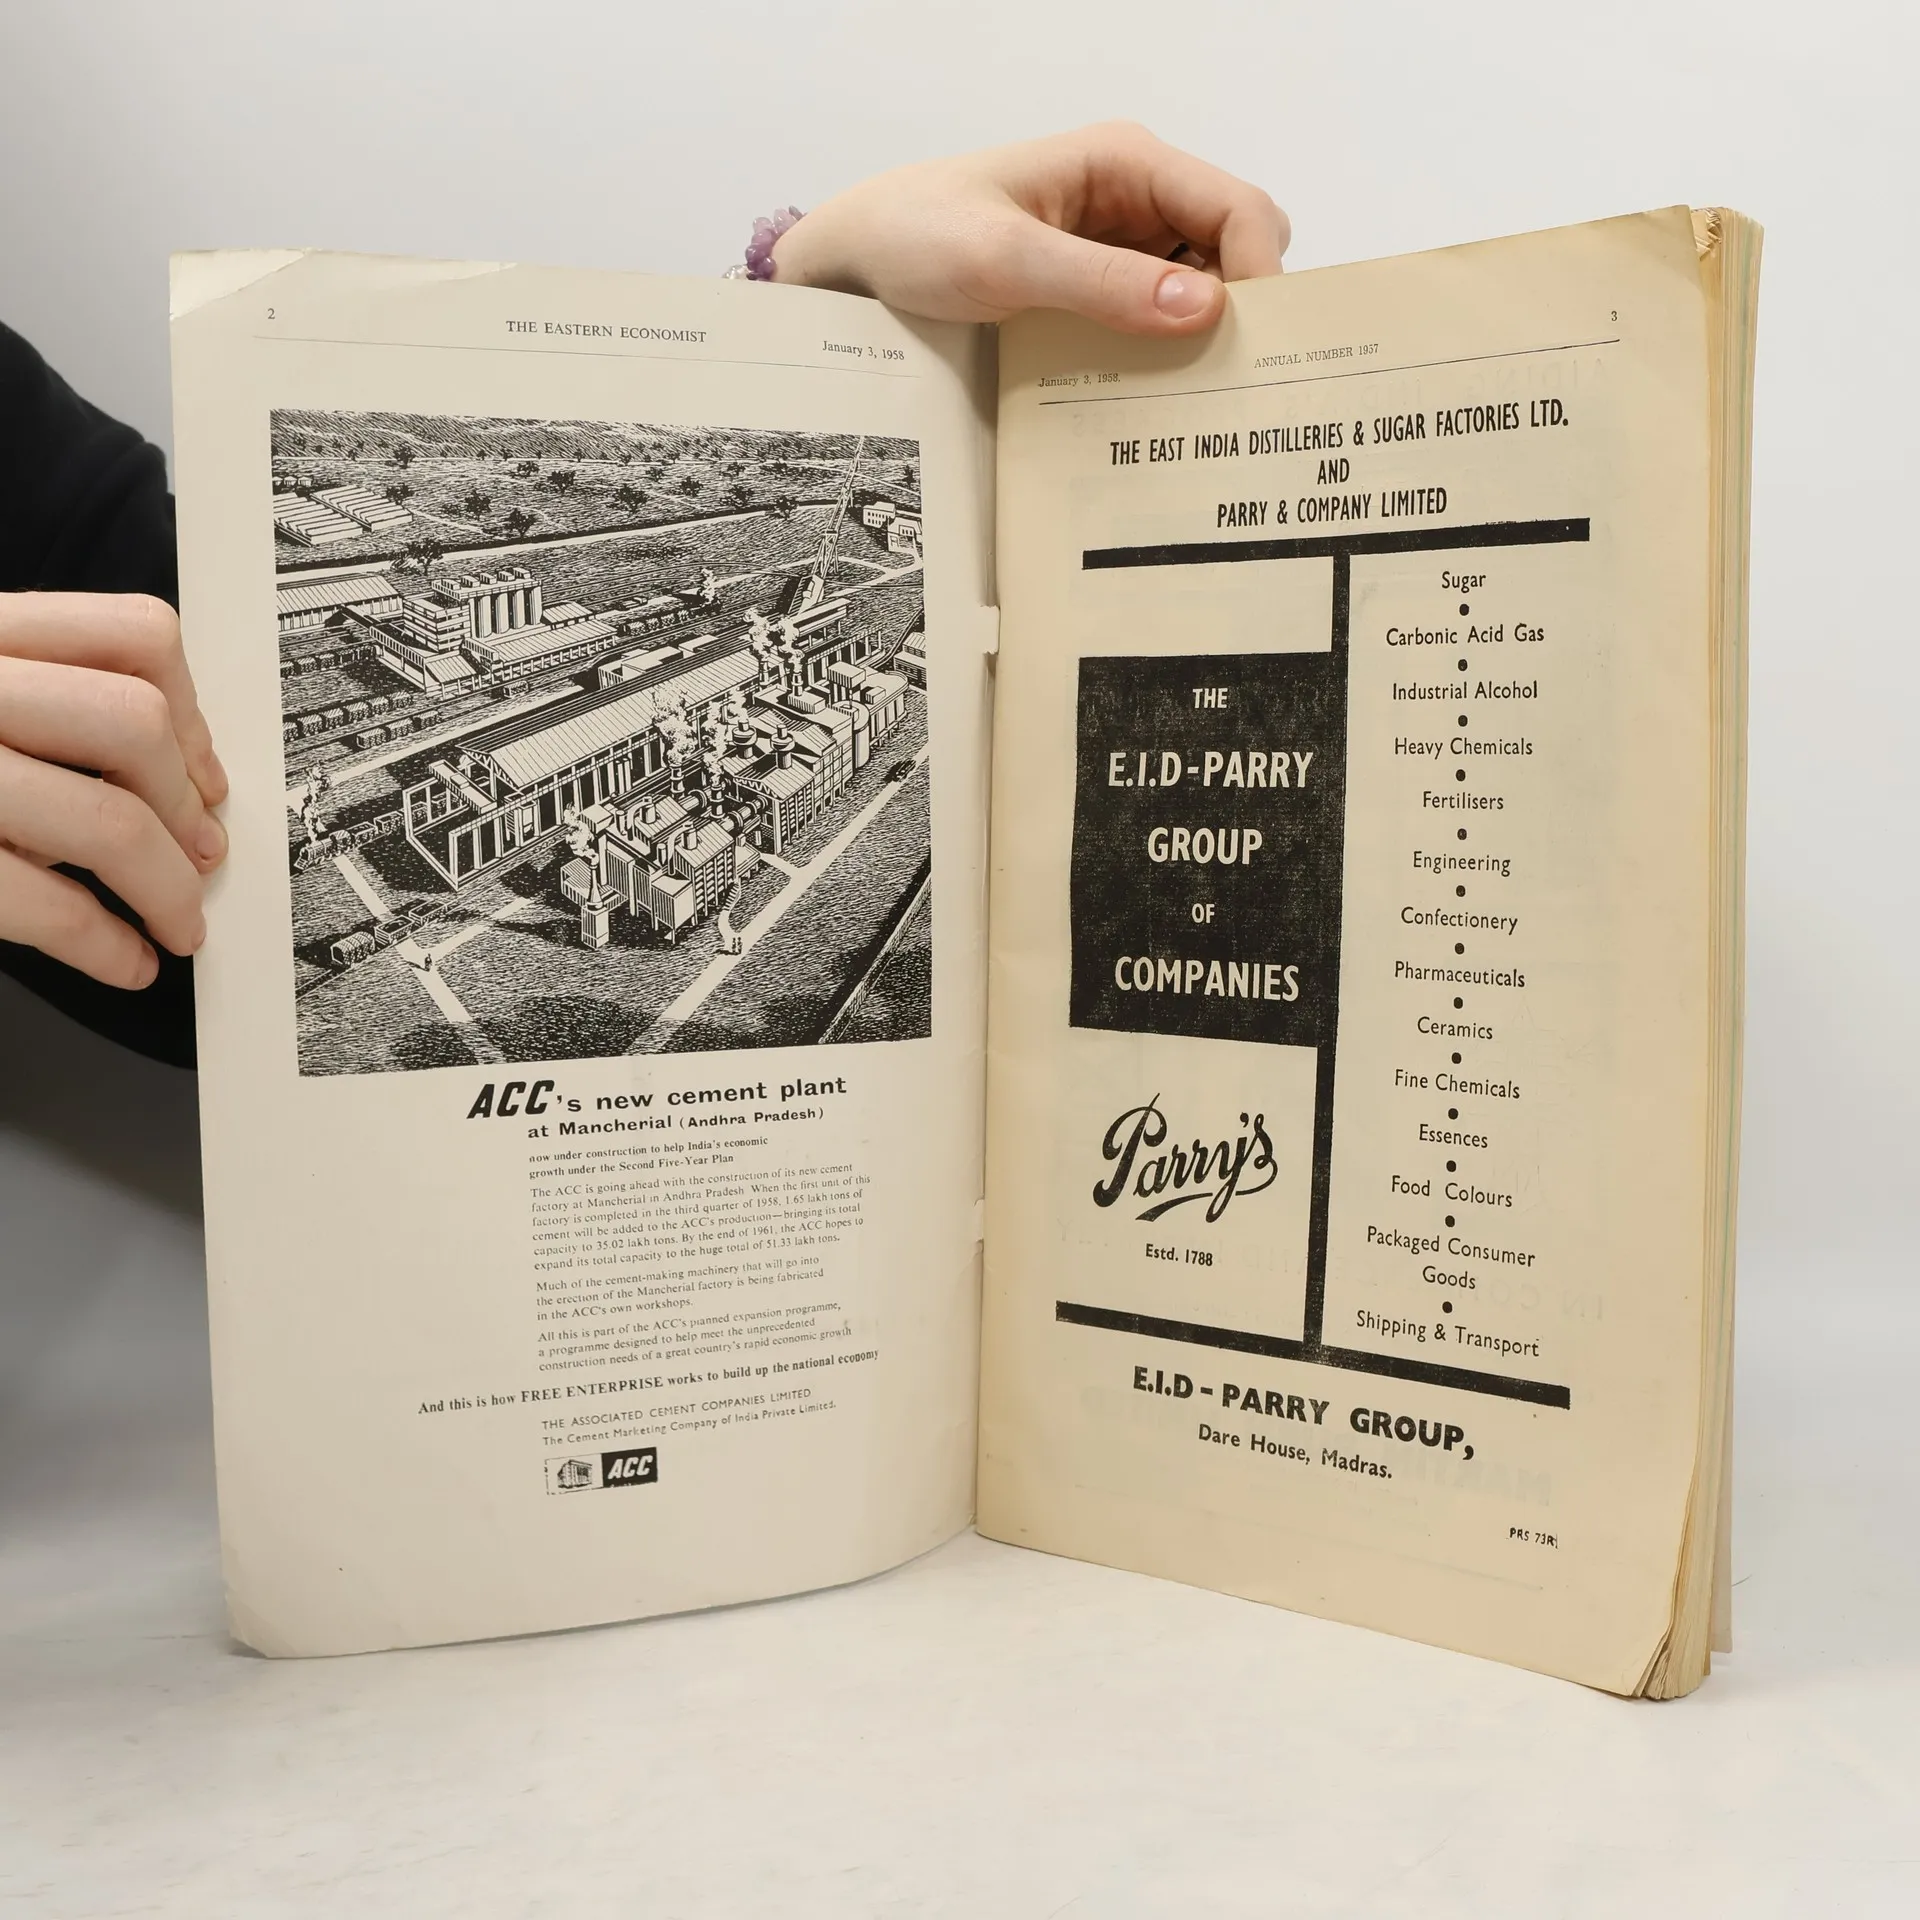 2
THE EASTERN ECONOMIST
January 3, 1958
ACC's new cement plant
at Mancherial (Andhra Pradesh)
now under construction to help India's economic
growth under the Second Five-Year Plan
The ACC is going ahead with the construction of its new cement
factory at Mancherial in Andhra Pradesh When the first unit of this
factory is completed in the third quarter of 1958, 1.65 lakh tons of
cement will be added to the ACC's production—bringing its total
capacity to 35.02 lakh tons. By the end of 1961, the ACC hopes to
expand its total capacity to the huge total of 51.33 lakh tons.
Much of the cement-making machinery that will go into
the erection of the Mancherial factory is being fabricated
in the ACC's own workshops.
All this is part of the ACC's planned expansion programme,
a programme designed to help meet the unprecedented
construction needs of a great country's rapid economic growth
And this is how FREE ENTERPRISE works to build up the national economy
THE ASSOCIATED CEMENT COMPANIES LIMITED
The Cement Marketing Company of India Private Limited.
ACC
January 3, 1958.
ANNUAL NUMBER 1957
3
THE EAST INDIA DISTILLERIES & SUGAR FACTORIES LTD.
AND
PARRY & COMPANY LIMITED
THE
E.I.D-PARRY
GROUP
OF
COMPANIES
Parry's
Estd. 1788
Sugar
Carbonic Acid Gas
Industrial Alcohol
Heavy Chemicals
Fertilisers
Engineering
Confectionery
Pharmaceuticals
Ceramics
Fine Chemicals
Essences
Food Colours
Packaged Consumer
Goods
Shipping & Transport
E.I.D - PARRY GROUP,
Dare House, Madras.
PRS 73R